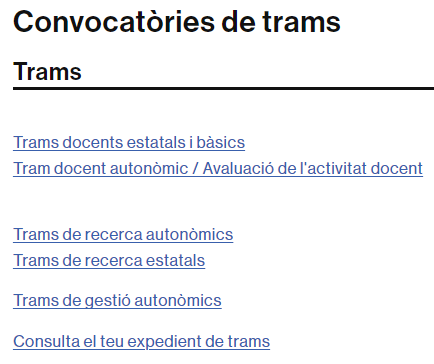 Convocatòries de trams
Trams
Trams docents estatals i bàsics
Tram docent autonòmic / Avaluació de l'activitat docent
Trams de recerca autonòmics
Trams de recerca estatals
Trams de gestió autonòmics
Consulta el teu expedient de trams